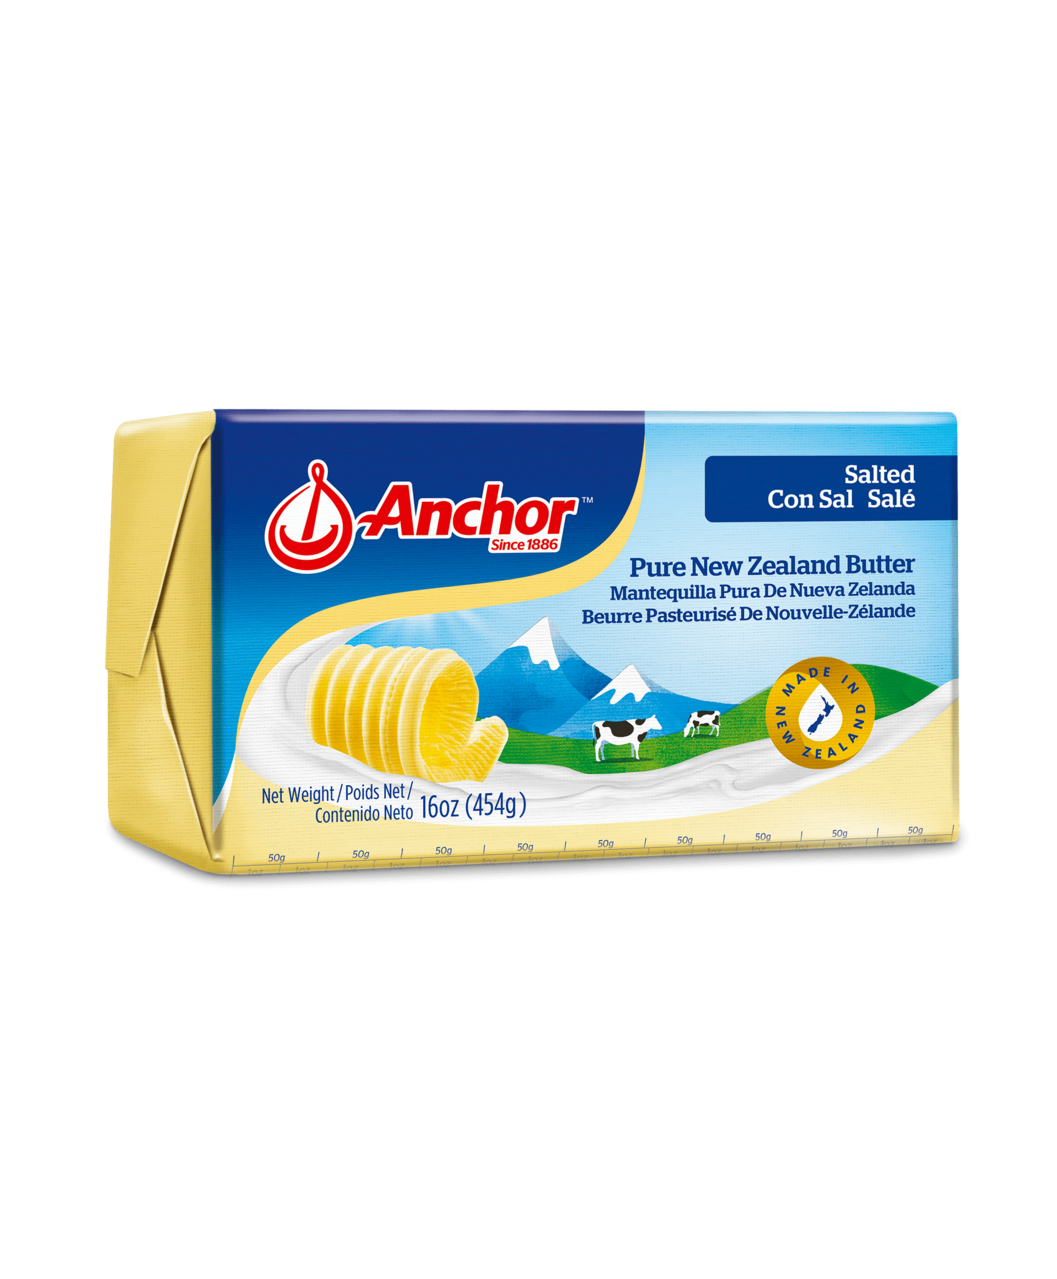 Anchor™
Since 1886
Salted
Con Sal Salé
Pure New Zealand Butter
Mantequilla Pura De Nueva Zelanda
Beurre Pasteurisé De Nouvelle-Zélande
MADE IN NEW ZEALAND
Net Weight / Poids Net /
Contenido Neto 16oz (454g)
50g 50g 50g 50g 50g 50g 50g 50g 50g